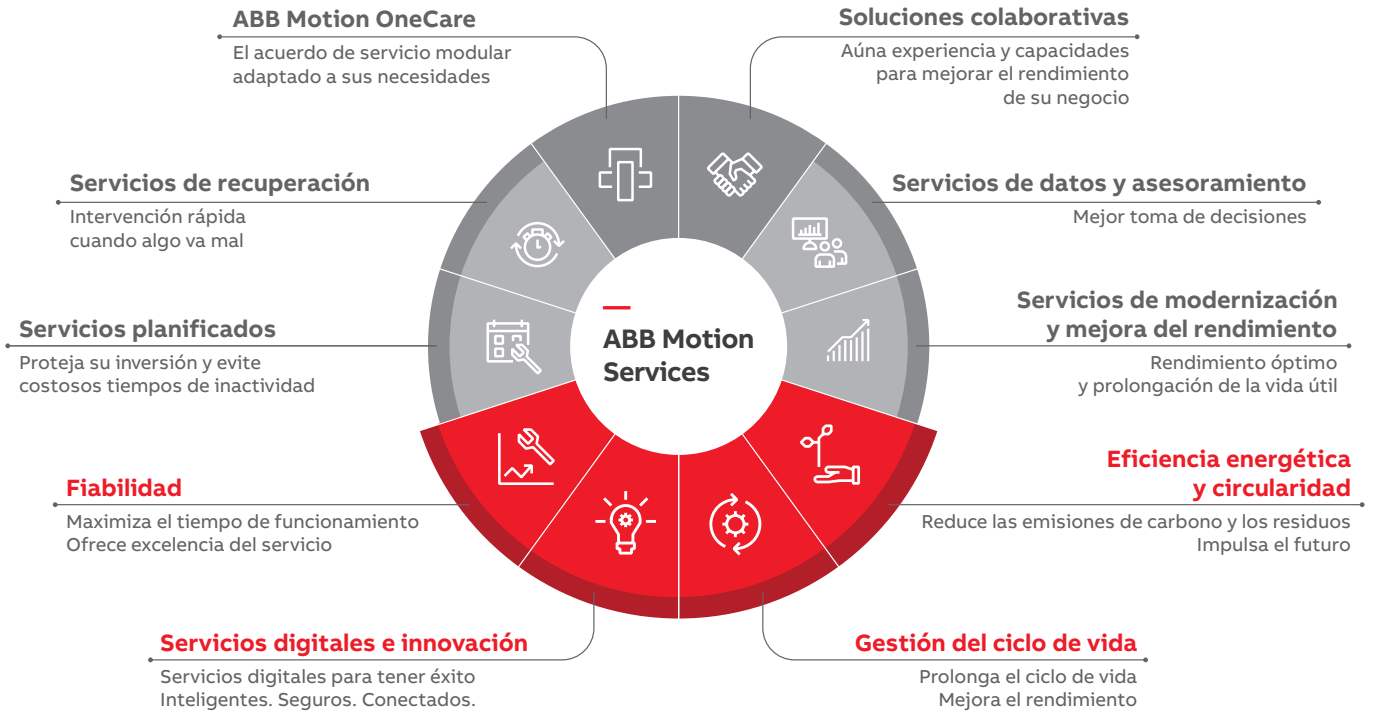 ABB Motion OneCare
El acuerdo de servicio modular
adaptado a sus necesidades
Soluciones colaborativas
Aúna experiencia y capacidades
para mejorar el rendimiento
de su negocio
Servicios de recuperación
Intervención rápida
cuando algo va mal
Servicios de datos y asesoramiento
Mejor toma de decisiones
Servicios planificados
Proteja su inversión y evite
costosos tiempos de inactividad
ABB Motion
Services
Servicios de modernización
y mejora del rendimiento
Rendimiento óptimo
y prolongación de la vida útil
Fiabilidad
Maximiza el tiempo de funcionamiento
Ofrece excelencia del servicio
Eficiencia energética
y circularidad
Reduce las emisiones de carbono y los residuos
Impulsa el futuro
Servicios digitales e innovación
Servicios digitales para tener éxito
Inteligentes. Seguros. Conectados.
Gestión del ciclo de vida
Prolonga el ciclo de vida
Mejora el rendimiento